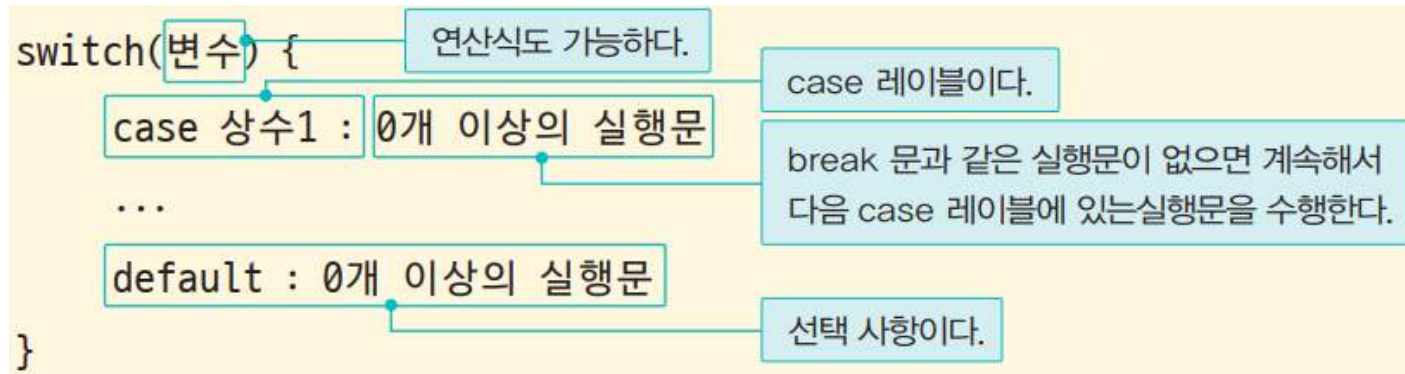 switch(변수) {
연산식도 가능하다.
case 레이블이다.
case 상수1 : 0개 이상의 실행문
break 문과 같은 실행문이 없으면 계속해서
다음 case 레이블에 있는실행문을 수행한다.
...
default : 0개 이상의 실행문
선택 사항이다.
}